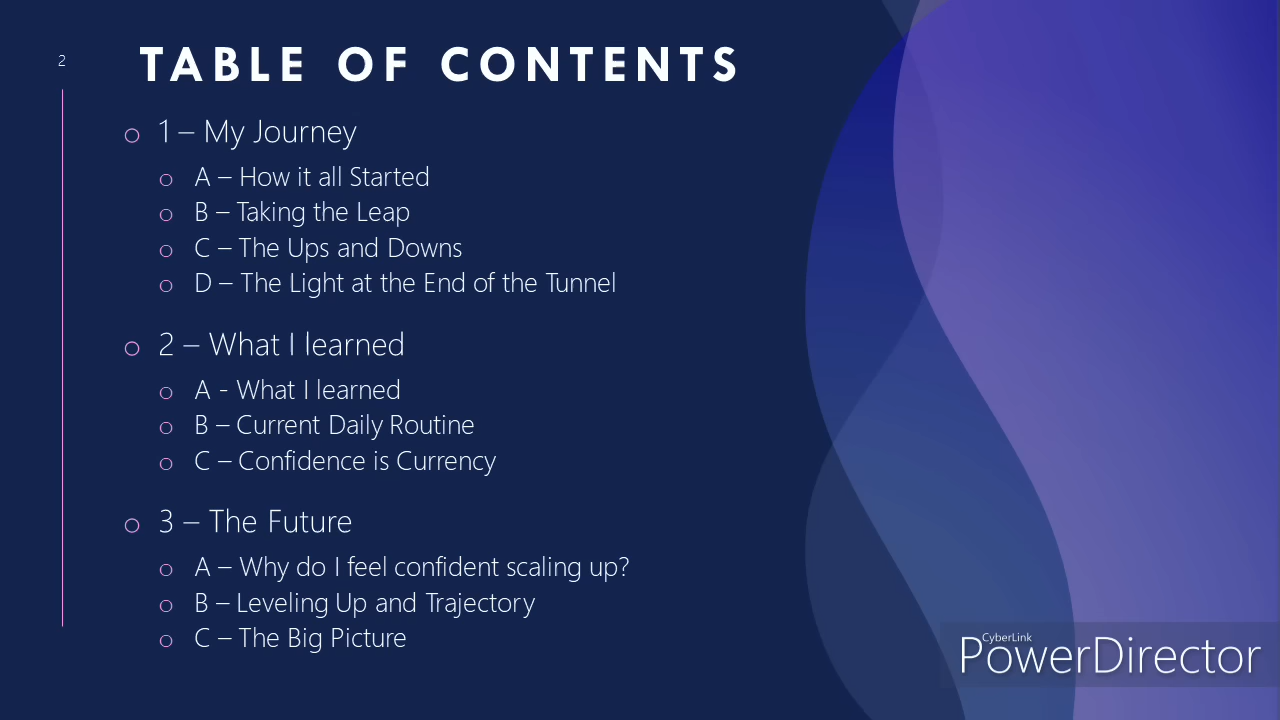 2
TABLE OF CONTENTS
1 – My Journey
A – How it all Started
B – Taking the Leap
C – The Ups and Downs
D – The Light at the End of the Tunnel
2 – What I learned
A - What I learned
B – Current Daily Routine
C – Confidence is Currency
3 – The Future
A – Why do I feel confident scaling up?
B – Leveling Up and Trajectory
C – The Big Picture
CyberLink
PowerDirector